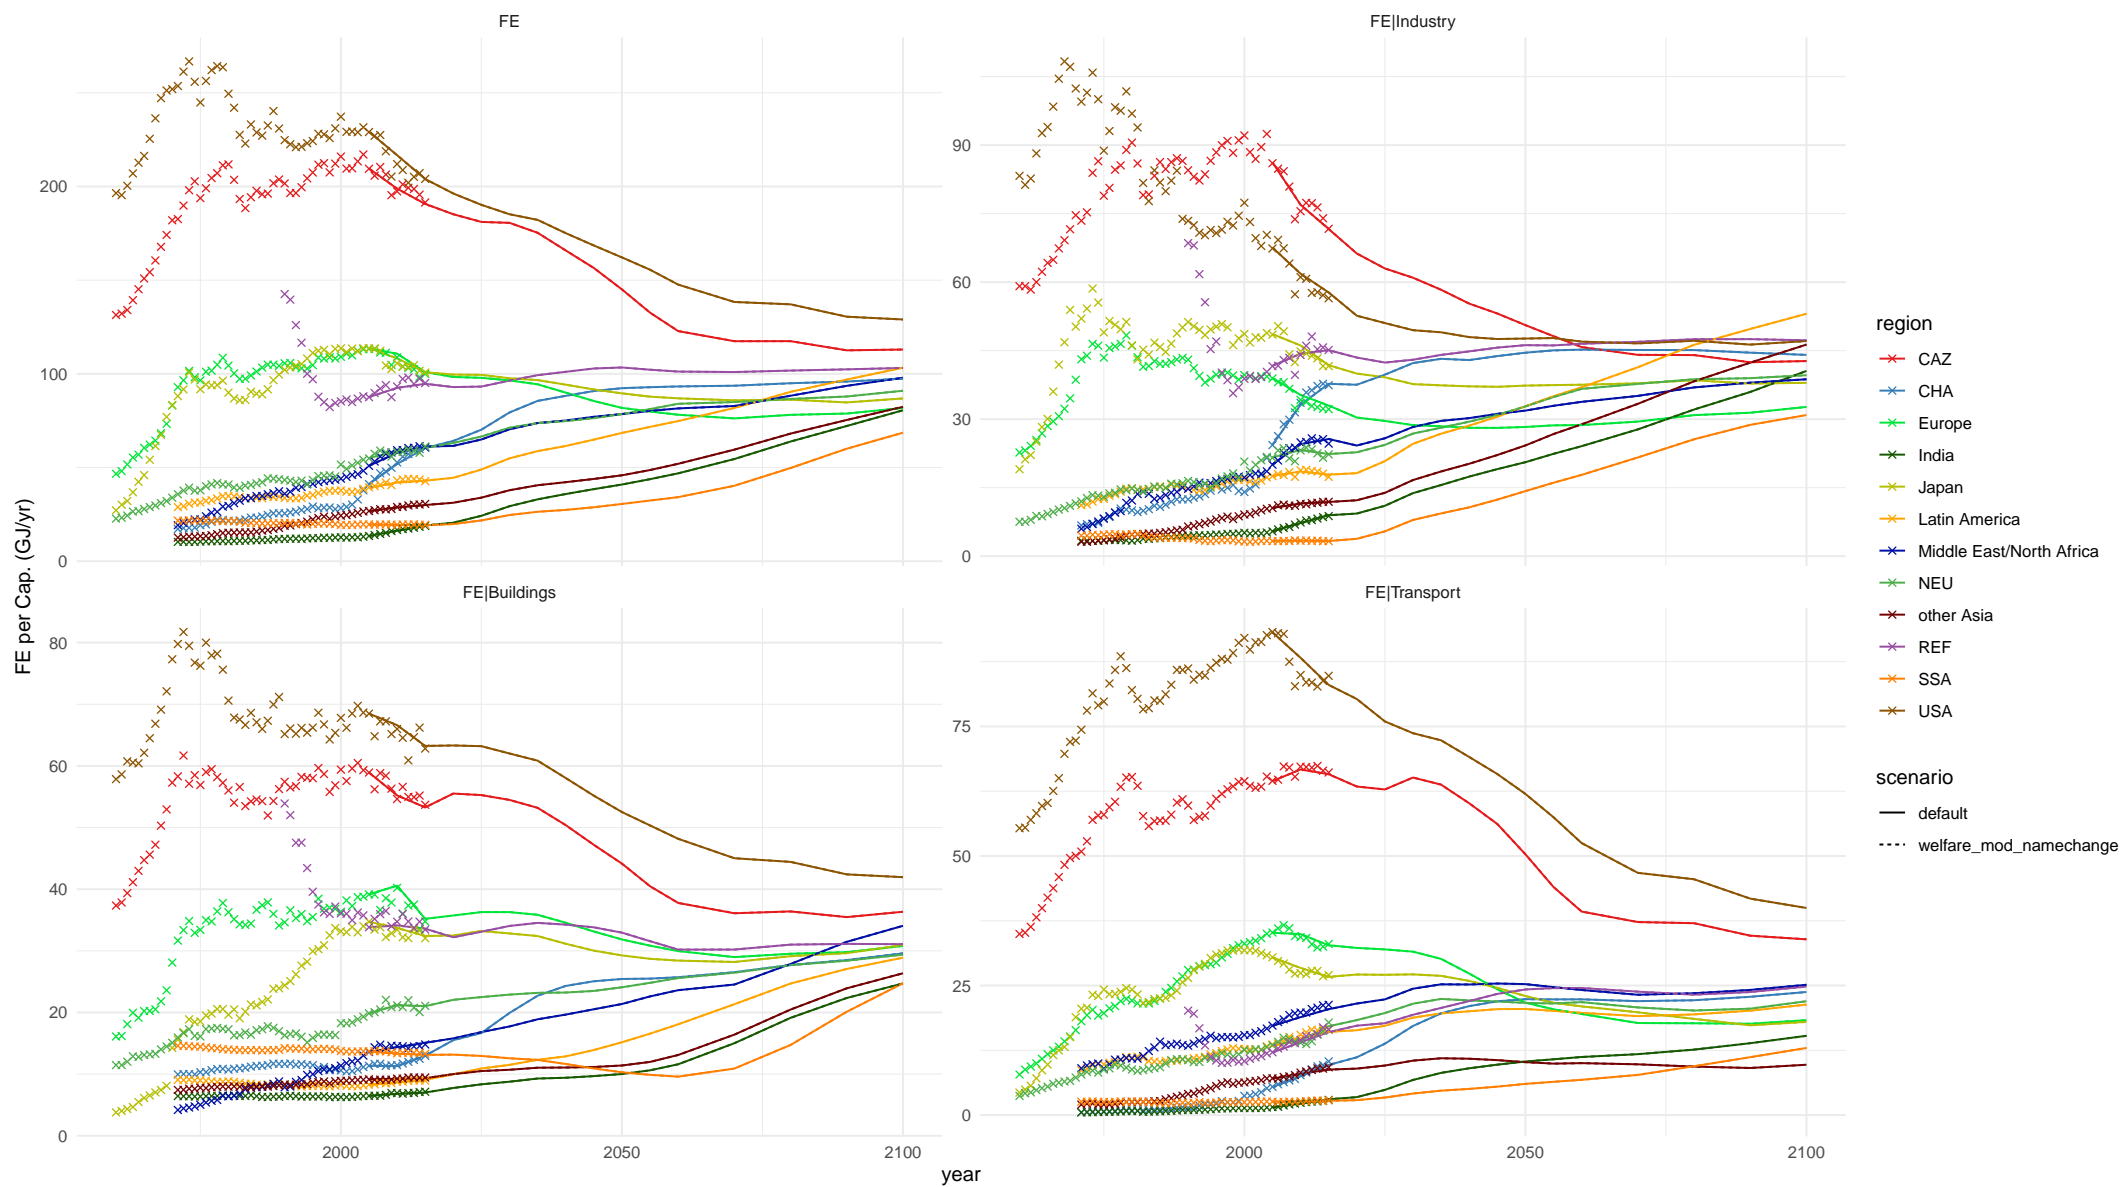 FE
FE|Industry
200
100
0
90
60
30
0
FE per Cap. (GJ/yr)
FE|Buildings
FE|Transport
80
60
40
20
0
75
50
25
0
2000
2050
2100
2000
2050
2100
year
region
CAZ
CHA
Europe
India
Japan
Latin America
Middle East/North Africa
NEU
other Asia
REF
SSA
USA
scenario
default
welfare_mod_namechange